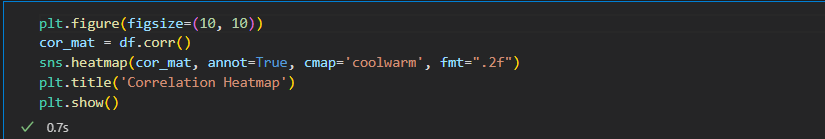 plt.figure(figsize=(10, 10))
cor_mat = df.corr()
sns.heatmap(cor_mat, annot=True, cmap='coolwarm', fmt=".2f")
plt.title('Correlation Heatmap')
plt.show()
0.7s